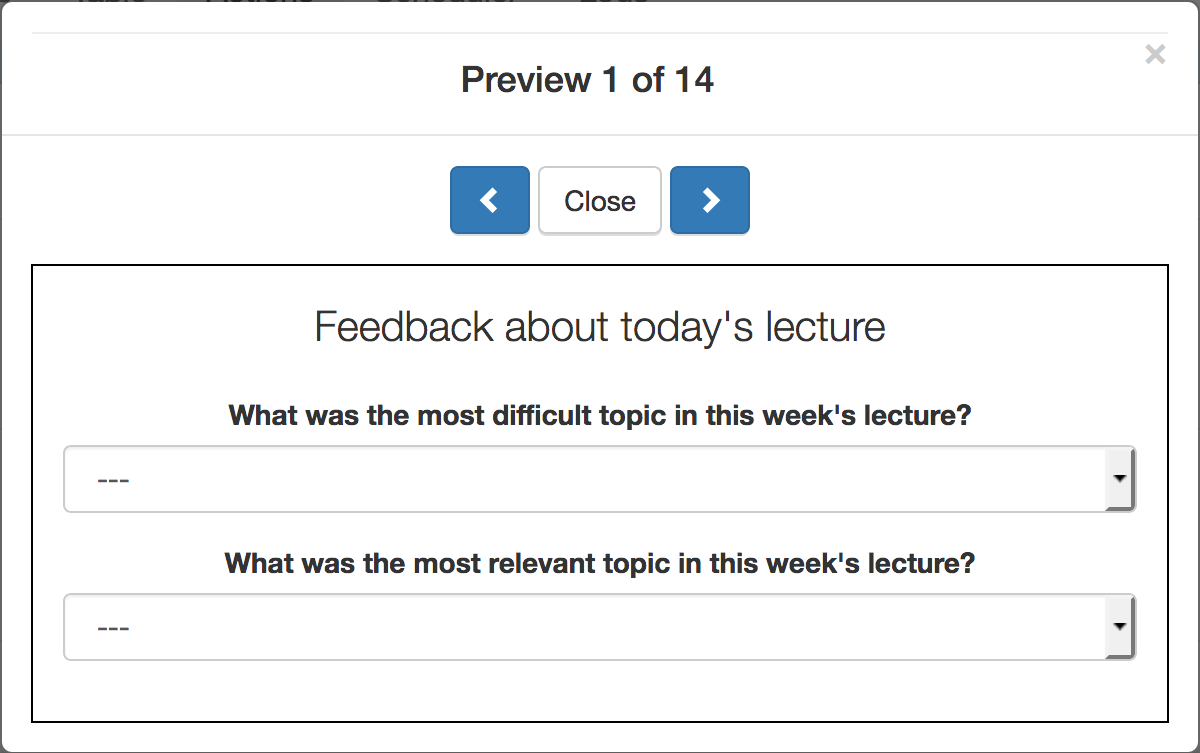 ×
Preview 1 of 14
Close
Feedback about today's lecture
What was the most difficult topic in this week's lecture?
---
What was the most relevant topic in this week's lecture?
---